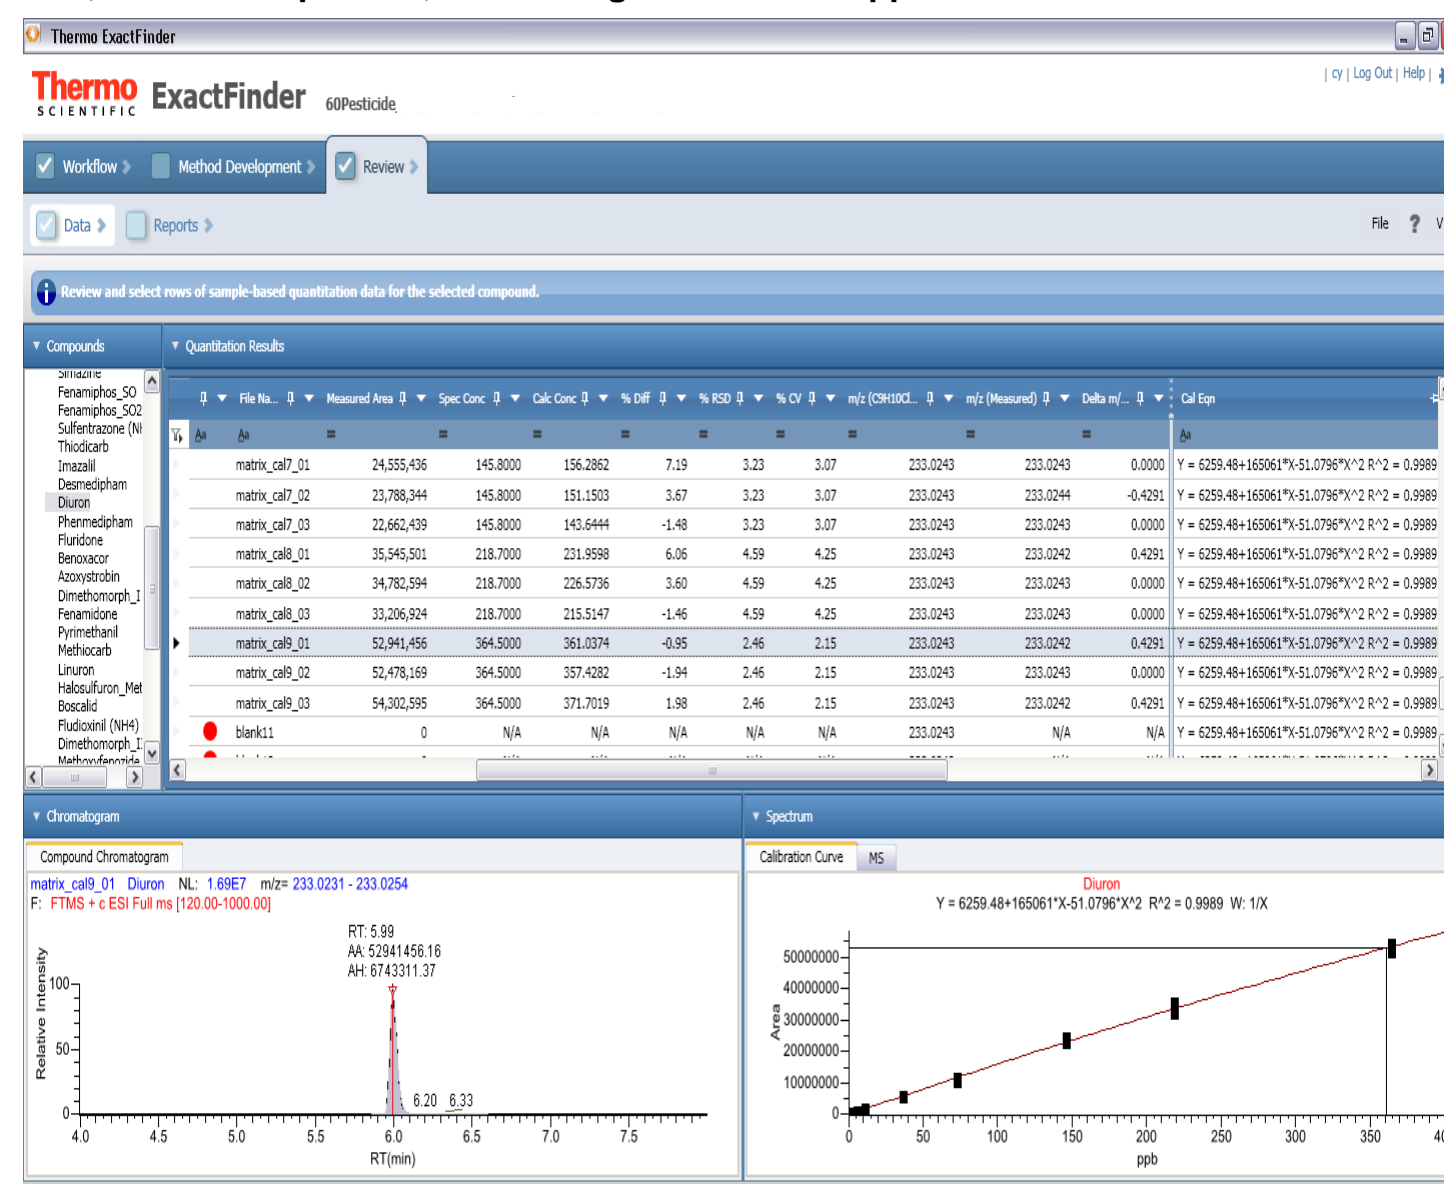 Thermo ExactFinder
Thermo
SCIENTIFIC
ExactFinder 60Pesticide
| cy | Log Out | Help |
Workflow
Method Development
Review
Data
Reports
File ? V
Review and select rows of sample-based quantitation data for the selected compound.
Compounds
Simazine
Fenamiphos_SO
Fenamiphos_SO2
Sulfentrazone (NH
Thiodicarb
Imazalil
Desmedipham
Diuron
Phenmedipham
Fluridone
Benoxacor
Azoxystrobin
Dimethomorph_I
Fenamidone
Pyrimethanil
Methiocarb
Linuron
Halosulfuron_Met
Boscalid
Fludioxinil (NH4)
Dimethomorph_I
Methoxyfenozide
Quantitation Results
File Na... Measured Area Spec Conc Calc Conc % Diff % RSD % CV m/z (C9H10Cl... m/z (Measured) Delta m/... Cal Eqn
Aa Aa = = = = = = = = = Aa
matrix_cal7_01 24,555,436 145.8000 156.2862 7.19 3.23 3.07 233.0243 233.0243 0.0000 Y = 6259.48+165061*X-51.0796*X^2 R^2 = 0.9989
matrix_cal7_02 23,788,344 145.8000 151.1503 3.67 3.23 3.07 233.0243 233.0244 -0.4291 Y = 6259.48+165061*X-51.0796*X^2 R^2 = 0.9989
matrix_cal7_03 22,662,439 145.8000 143.6444 -1.48 3.23 3.07 233.0243 233.0243 0.0000 Y = 6259.48+165061*X-51.0796*X^2 R^2 = 0.9989
matrix_cal8_01 35,545,501 218.7000 231.9598 6.06 4.59 4.25 233.0243 233.0242 0.4291 Y = 6259.48+165061*X-51.0796*X^2 R^2 = 0.9989
matrix_cal8_02 34,782,594 218.7000 226.5736 3.60 4.59 4.25 233.0243 233.0243 0.0000 Y = 6259.48+165061*X-51.0796*X^2 R^2 = 0.9989
matrix_cal8_03 33,206,924 218.7000 215.5147 -1.46 4.59 4.25 233.0243 233.0243 0.0000 Y = 6259.48+165061*X-51.0796*X^2 R^2 = 0.9989
matrix_cal9_01 52,941,456 364.5000 361.0374 -0.95 2.46 2.15 233.0243 233.0242 0.4291 Y = 6259.48+165061*X-51.0796*X^2 R^2 = 0.9989
matrix_cal9_02 52,478,169 364.5000 357.4282 -1.94 2.46 2.15 233.0243 233.0243 0.0000 Y = 6259.48+165061*X-51.0796*X^2 R^2 = 0.9989
matrix_cal9_03 54,302,595 364.5000 371.7019 1.98 2.46 2.15 233.0243 233.0242 0.4291 Y = 6259.48+165061*X-51.0796*X^2 R^2 = 0.9989
blank11 0 N/A N/A N/A N/A N/A 233.0243 N/A N/A Y = 6259.48+165061*X-51.0796*X^2 R^2 = 0.9989
Chromatogram
Compound Chromatogram
matrix_cal9_01 Diuron NL: 1.69E7 m/z= 233.0231 - 233.0254
F: FTMS + c ESI Full ms [120.00-1000.00]
RT: 5.99
AA: 52941456.16
AH: 6743311.37
Relative Intensity
100
50
0
6.20 6.33
4.0 4.5 5.0 5.5 6.0 6.5 7.0 7.5
RT(min)
Spectrum
Calibration Curve MS
Diuron
Y = 6259.48+165061*X-51.0796*X^2 R^2 = 0.9989 W: 1/X
Area
50000000
40000000
30000000
20000000
10000000
0
0 50 100 150 200 250 300 350 40
ppb